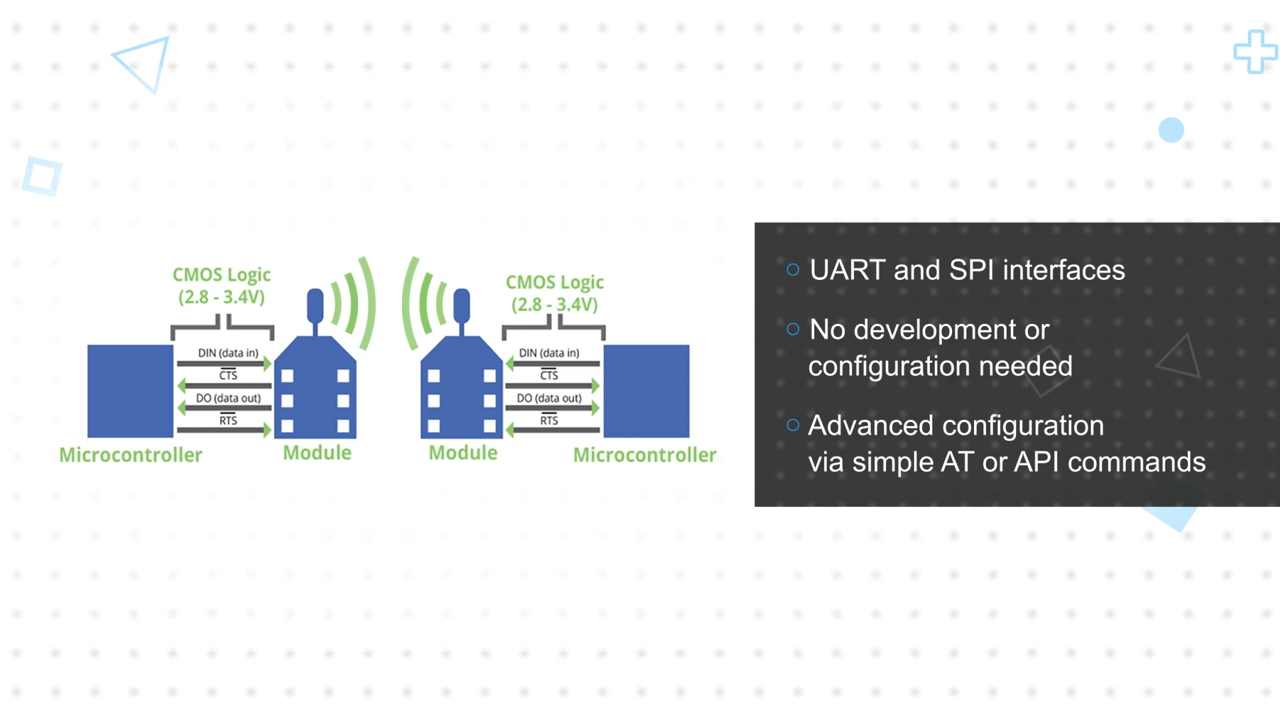 CMOS Logic
(2.8 - 3.4V)
DIN (data in)
CTS
DO (data out)
RTS
Microcontroller
Module
CMOS Logic
(2.8 - 3.4V)
DIN (data in)
CTS
DO (data out)
RTS
Module
Microcontroller
UART and SPI interfaces
No development or
configuration needed
Advanced configuration
via simple AT or API commands